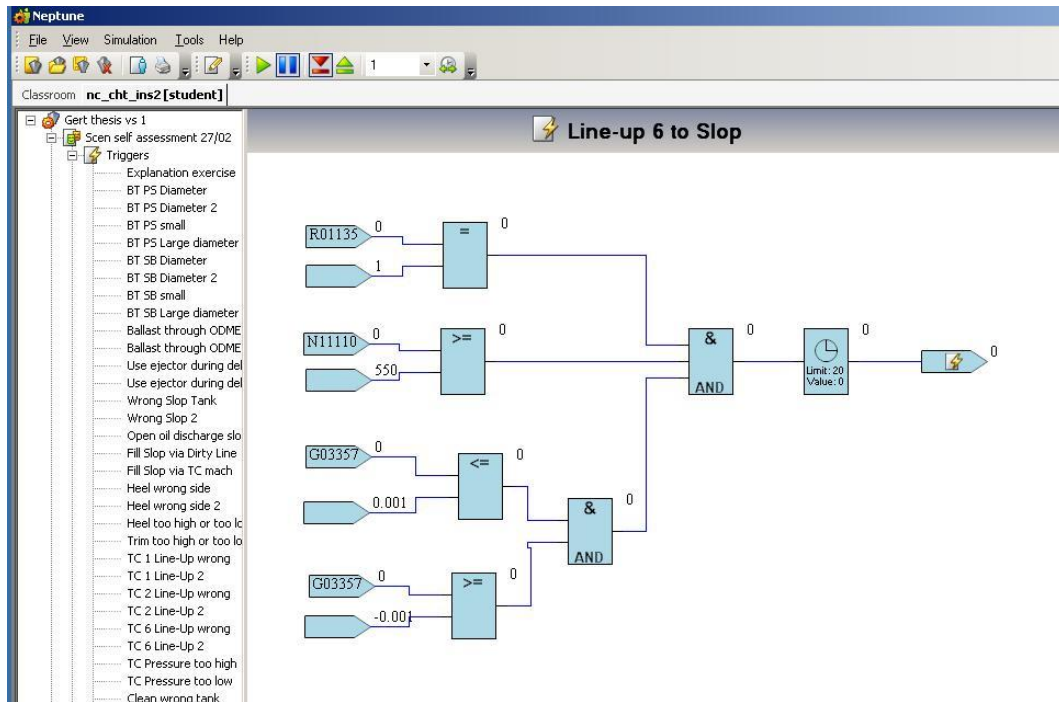 Neptune
File View Simulation Tools Help
1
Classroom nc_cht_ins2 [student]
Gert thesis vs 1
Scen self assessment 27/02
Triggers
Explanation exercise
BT PS Diameter
BT PS Diameter 2
BT PS small
BT PS Large diameter
BT SB Diameter
BT SB Diameter 2
BT SB small
BT SB Large diameter
Ballast through ODME
Ballast through ODME
Use ejector during del
Use ejector during del
Wrong Slop Tank
Wrong Slop 2
Open oil discharge slo
Fill Slop via Dirty Line
Fill Slop via TC mach
Heel wrong side
Heel wrong side 2
Heel too high or too lo
Trim too high or too lo
TC 1 Line-Up wrong
TC 1 Line-Up 2
TC 2 Line-Up wrong
TC 2 Line-Up 2
TC 6 Line-Up wrong
TC 6 Line-Up 2
TC Pressure too high
TC Pressure too low
Clean wrong tank
Line-up 6 to Slop
R01135 0 = 0
1
N11110 0 >= 0
550
& 0
AND
0
Limit: 20
Value: 0
0
G03357 0 <= 0
0.001
& 0
AND
G03357 0 >= 0
-0.001